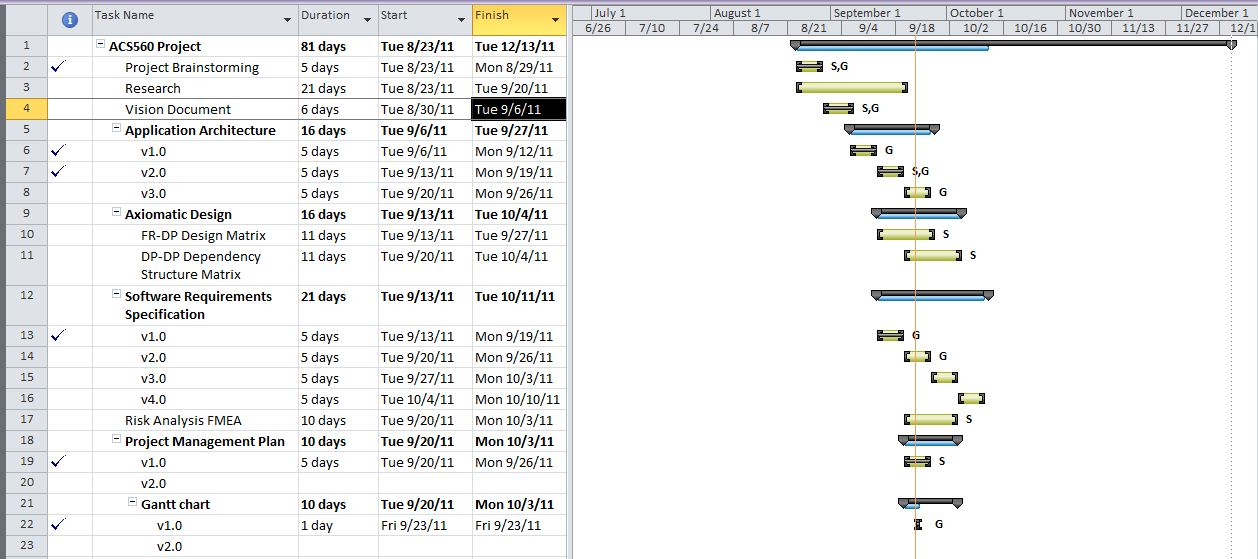 Task Name Duration Start Finish July 1 August 1 September 1 October 1 November 1 December 1
6/26 7/10 7/24 8/7 8/21 9/4 9/18 10/2 10/16 10/30 11/13 11/27 12/1
1 ACS560 Project 81 days Tue 8/23/11 Tue 12/13/11
2 Project Brainstorming 5 days Tue 8/23/11 Mon 8/29/11 S,G
3 Research 21 days Tue 8/23/11 Tue 9/20/11
4 Vision Document 6 days Tue 8/30/11 Tue 9/6/11 S,G
5 Application Architecture 16 days Tue 9/6/11 Tue 9/27/11
6 v1.0 5 days Tue 9/6/11 Mon 9/12/11 G
7 v2.0 5 days Tue 9/13/11 Mon 9/19/11 S,G
8 v3.0 5 days Tue 9/20/11 Mon 9/26/11 G
9 Axiomatic Design 16 days Tue 9/13/11 Tue 10/4/11
10 FR-DP Design Matrix 11 days Tue 9/13/11 Tue 9/27/11 S
11 DP-DP Dependency 11 days Tue 9/20/11 Tue 10/4/11 S
Structure Matrix
12 Software Requirements 21 days Tue 9/13/11 Tue 10/11/11
Specification
13 v1.0 5 days Tue 9/13/11 Mon 9/19/11 G
14 v2.0 5 days Tue 9/20/11 Mon 9/26/11 G
15 v3.0 5 days Tue 9/27/11 Mon 10/3/11
16 v4.0 5 days Tue 10/4/11 Mon 10/10/11
17 Risk Analysis FMEA 10 days Tue 9/20/11 Mon 10/3/11 S
18 Project Management Plan 10 days Tue 9/20/11 Mon 10/3/11
19 v1.0 5 days Tue 9/20/11 Mon 9/26/11 S
20 v2.0
21 Gantt chart 10 days Tue 9/20/11 Mon 10/3/11
22 v1.0 1 day Fri 9/23/11 Fri 9/23/11 G
23 v2.0